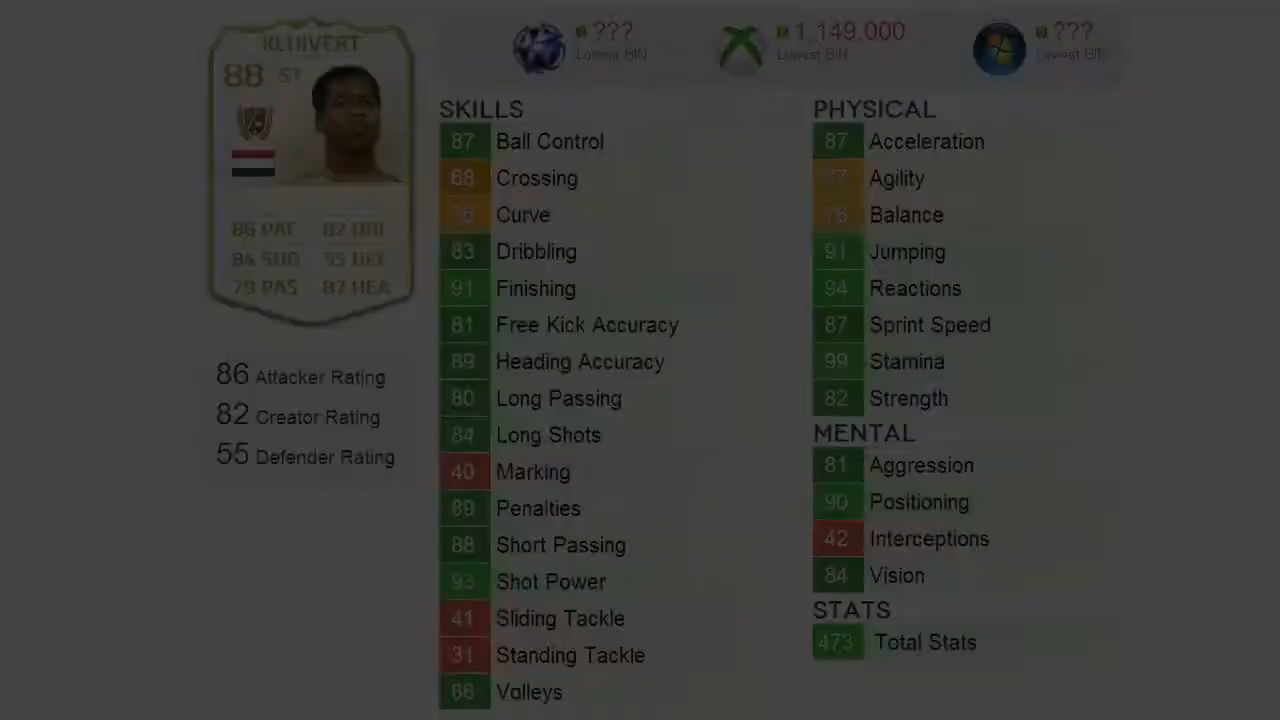 KLUIVERT
88 ST
86 PAC 82 DRI
84 SHO 55 DEF
79 PAS 87 HEA
86 Attacker Rating
82 Creator Rating
55 Defender Rating
???
Lowest BIN
1,149,000
Lowest BIN
???
Lowest BIN
SKILLS
87 Ball Control
68 Crossing
Curve
83 Dribbling
91 Finishing
81 Free Kick Accuracy
89 Heading Accuracy
80 Long Passing
84 Long Shots
40 Marking
89 Penalties
88 Short Passing
93 Shot Power
41 Sliding Tackle
31 Standing Tackle
Volleys
PHYSICAL
87 Acceleration
77 Agility
Balance
91 Jumping
94 Reactions
87 Sprint Speed
99 Stamina
82 Strength
MENTAL
81 Aggression
90 Positioning
42 Interceptions
84 Vision
STATS
473 Total Stats